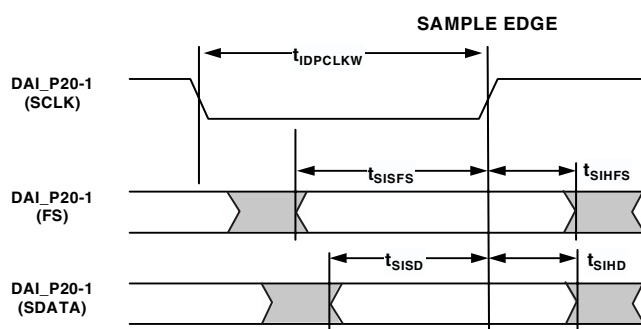 SAMPLE EDGE
tIDPCLKW
DAI_P20-1
(SCLK)
tSISFS
tSIHFS
DAI_P20-1
(FS)
tSISD
tSIHD
DAI_P20-1
(SDATA)